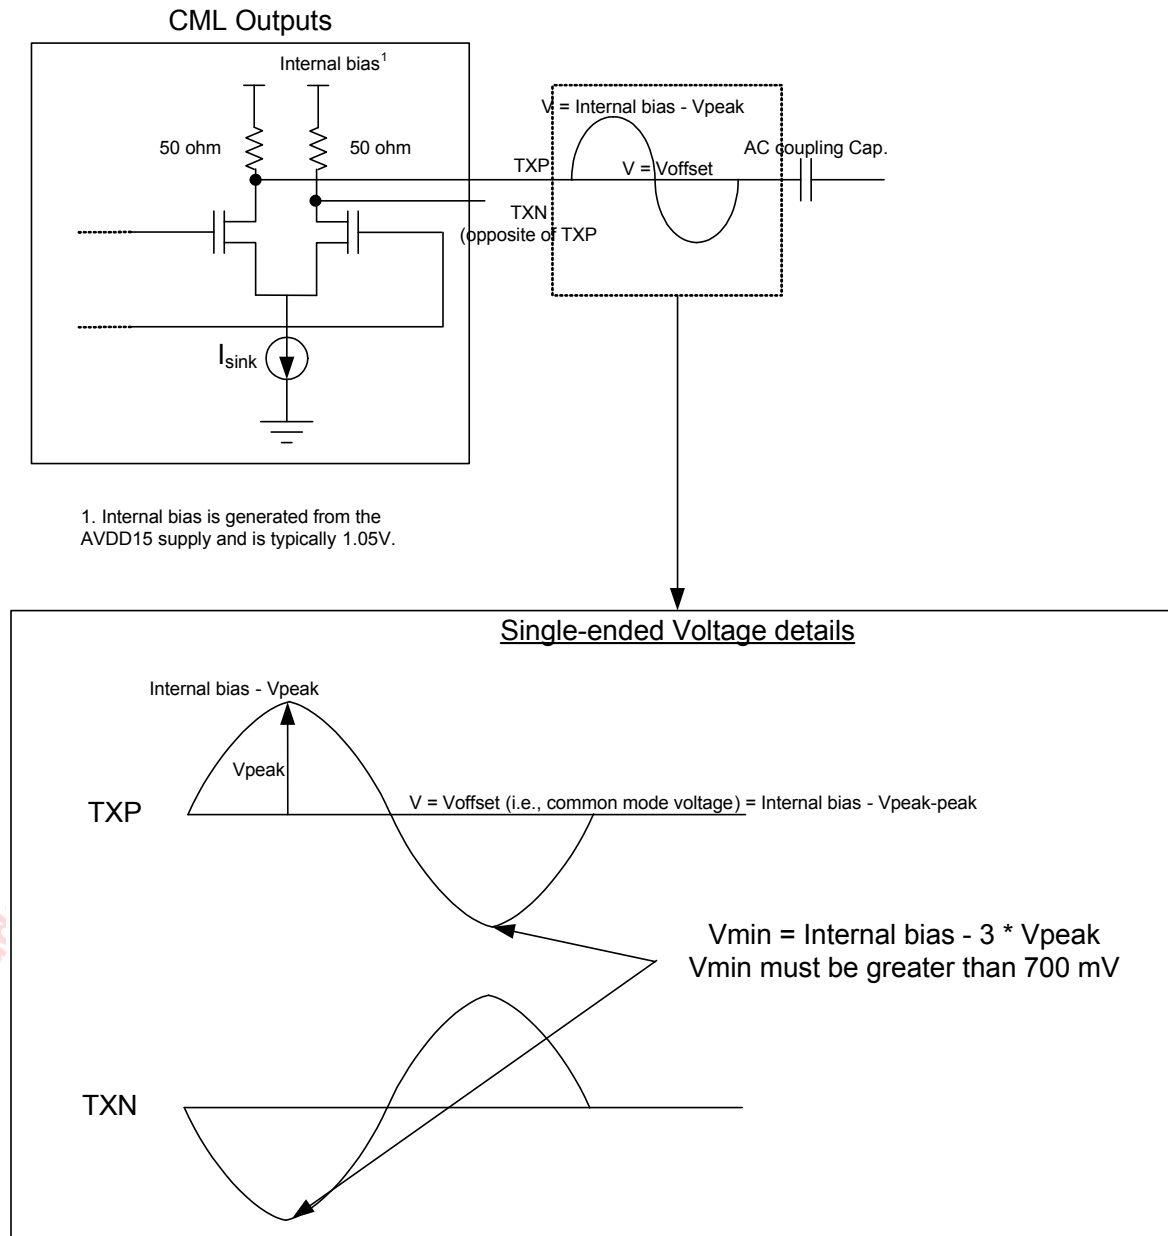 CML Outputs
Internal bias1
50 ohm
50 ohm
V = Internal bias - Vpeak
AC coupling Cap.
TXP
V = Voffset
TXN
(opposite of TXP
Isink
1. Internal bias is generated from the
AVDD15 supply and is typically 1.05V.
Single-ended Voltage details
Internal bias - Vpeak
Vpeak
TXP
V = Voffset (i.e., common mode voltage) = Internal bias - Vpeak-peak
Vmin = Internal bias - 3 * Vpeak
Vmin must be greater than 700 mV
TXN